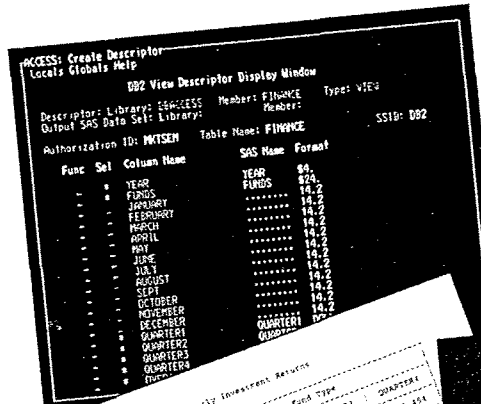 ACCESS: Create Descriptor
Locals Globals Help
DB2 View Descriptor Display Window
Descriptor: Library: DBACCESS Member: FINANCE Type: VIEW
Output SAS Data Set: Library: Member:
Authorization ID: MKTSEM Table Name: FINANCE SSID: DB2
Func Sel Column Name SAS Name Format
* YEAR YEAR $4.
* FUNDS FUNDS $24.
JANUARY ........ 14.2
FEBRUARY ........ 14.2
MARCH ........ 14.2
APRIL ........ 14.2
MAY ........ 14.2
JUNE ........ 14.2
JULY ........ 14.2
AUGUST ........ 14.2
SEPT ........ 14.2
OCTOBER ........ 14.2
NOVEMBER ........ 14.2
DECEMBER ........ 14.2
* QUARTER1 QUARTER1
* QUARTER2
* QUARTER3
* QUARTER4
Investment Returns
Fund Type
QUARTER4